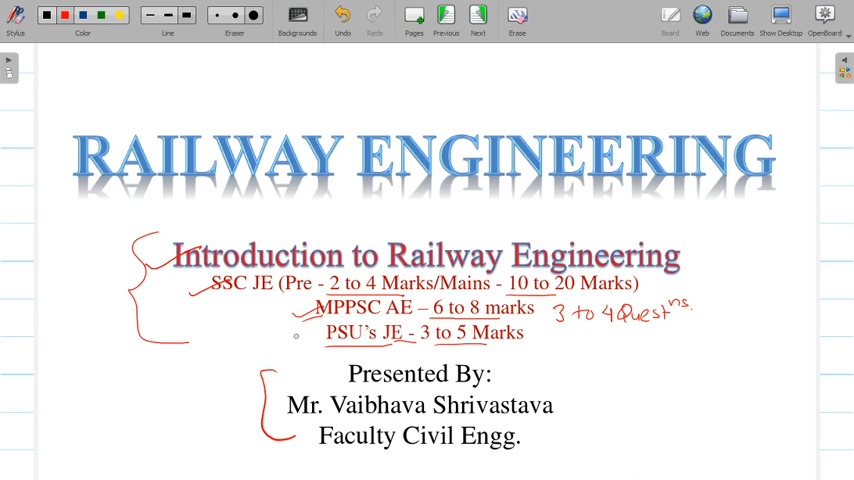 Stylus
Color
Line
Eraser
Backgrounds
Undo
Redo
Pages
Previous
Next
Erase
Board
Web
Documents
Show Desktop
OpenBoard
RAILWAY ENGINEERING
Introduction to Railway Engineering
SSC JE (Pre - 2 to 4 Marks/Mains - 10 to 20 Marks)
MPPSC AE – 6 to 8 marks 3 to 4 Questns.
PSU's JE - 3 to 5 Marks
Presented By:
Mr. Vaibhava Shrivastava
Faculty Civil Engg.